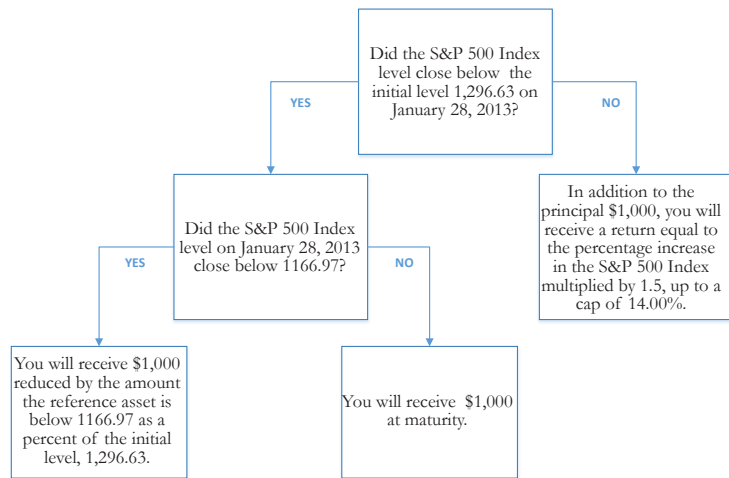 Did the S&P 500 Index
level close below the
initial level 1,296.63 on
January 28, 2013?
YES
NO
Did the S&P 500 Index
level on January 28, 2013
close below 1166.97?
In addition to the
principal $1,000, you will
receive a return equal to
the percentage increase
in the S&P 500 Index
multiplied by 1.5, up to a
cap of 14.00%.
YES
NO
You will receive $1,000
reduced by the amount
the reference asset is
below 1166.97 as a
percent of the initial
level, 1,296.63.
You will receive $1,000
at maturity.